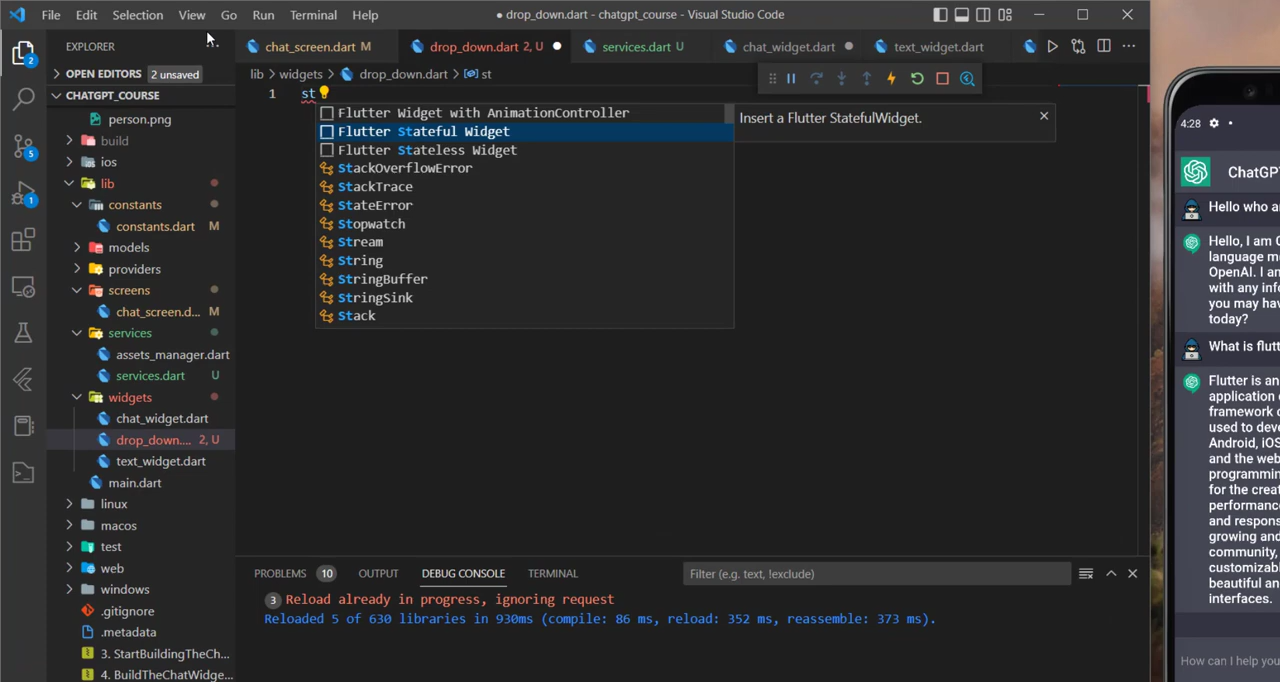 File Edit Selection View Go Run Terminal Help
● drop_down.dart - chatgpt_course - Visual Studio Code
EXPLORER
...
chat_screen.dart M
drop_down.dart 2, U
services.dart U
chat_widget.dart
text_widget.dart
OPEN EDITORS 2 unsaved
lib > widgets > drop_down.dart > st
CHATGPT_COURSE
1 st
person.png
build
ios
lib
constants
constants.dart M
models
providers
screens
chat_screen.d... M
services
assets_manager.dart
services.dart U
widgets
chat_widget.dart
drop_down.... 2, U
text_widget.dart
main.dart
linux
macos
test
web
windows
.gitignore
.metadata
3. StartBuildingTheCh...
4. BuildTheChatWidge...
2
5
1
Flutter Widget with AnimationController
Flutter Stateful Widget
Flutter Stateless Widget
StackOverflowError
StackTrace
StateError
Stopwatch
Stream
String
StringBuffer
StringSink
Stack
Insert a Flutter StatefulWidget.
PROBLEMS 10 OUTPUT DEBUG CONSOLE TERMINAL
Filter (e.g. text, !exclude)
3 Reload already in progress, ignoring request
Reloaded 5 of 630 libraries in 930ms (compile: 86 ms, reload: 352 ms, reassemble: 373 ms).
4:28
ChatGPT
Hello who a
Hello, I am
language m
OpenAI. I a
with any inf
you may hav
today?
What is flutt
Flutter is an
application
framework
used to deve
Android, iOS
and the web
programmin
for the creat
performance
and respons
growing and
community,
customizab
beautiful an
interfaces.
How can I help you